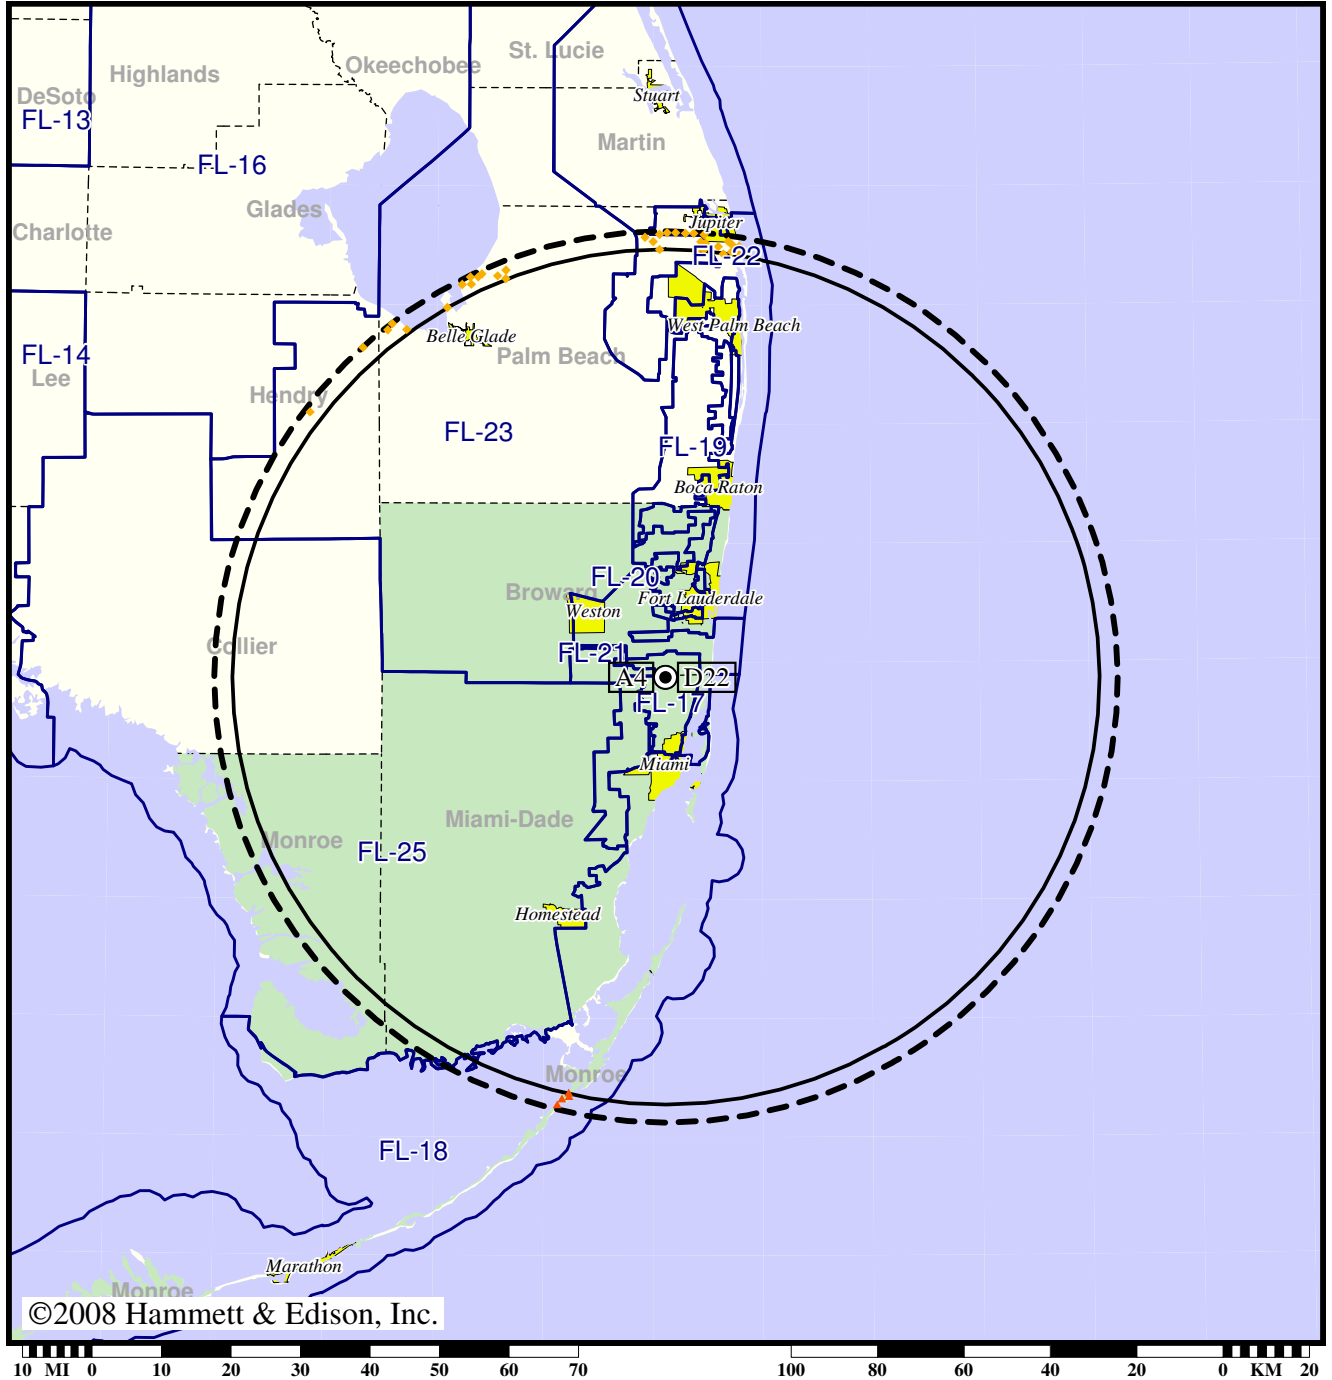 St. Lucie
Okeechobee
Highlands
DeSoto
Stuart
FL-13
Martin
FL-16
Glades
Jupiter
Charlotte
FL-22
West Palm Beach
Belle Glade
FL-14
Palm Beach
Lee
Hendry
FL-23
FL-19
Boca Raton
FL-20
Broward
Fort Lauderdale
Weston
Collier
FL-21
A4 D22
FL-17
Miami
Miami-Dade
Monroe
FL-25
Homestead
Monroe
FL-18
Marathon
Monroe
©2008 Hammett & Edison, Inc.
10 MI 0 10 20 30 40 50 60 70 100 80 60 40 20 0 KM 20